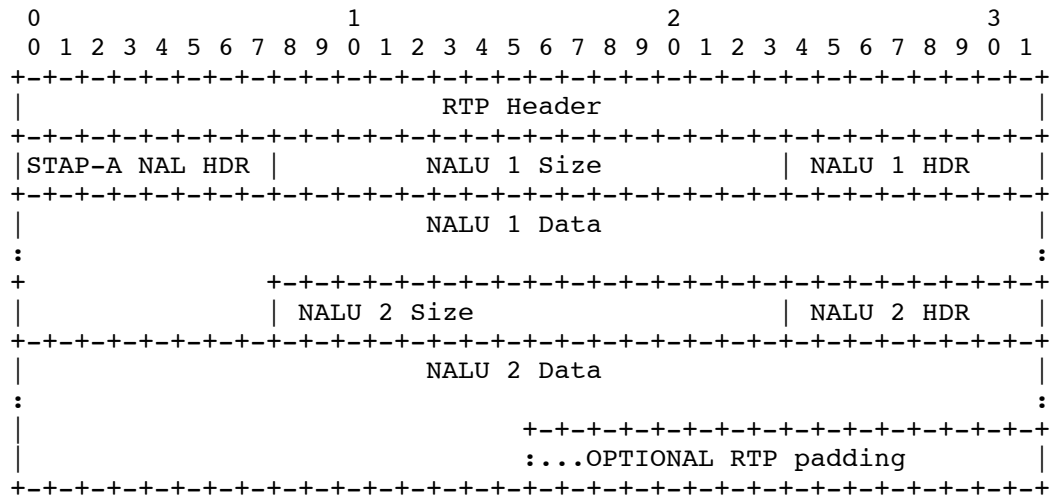 0                   1                   2                   3
 0 1 2 3 4 5 6 7 8 9 0 1 2 3 4 5 6 7 8 9 0 1 2 3 4 5 6 7 8 9 0 1
+-+-+-+-+-+-+-+-+-+-+-+-+-+-+-+-+-+-+-+-+-+-+-+-+-+-+-+-+-+-+-+-+
|                          RTP Header                           |
+-+-+-+-+-+-+-+-+-+-+-+-+-+-+-+-+-+-+-+-+-+-+-+-+-+-+-+-+-+-+-+-+
|STAP-A NAL HDR |         NALU 1 Size           | NALU 1 HDR    |
+-+-+-+-+-+-+-+-+-+-+-+-+-+-+-+-+-+-+-+-+-+-+-+-+-+-+-+-+-+-+-+-+
|                         NALU 1 Data                           |
:                                                               :
+               +-+-+-+-+-+-+-+-+-+-+-+-+-+-+-+-+-+-+-+-+-+-+-+-+
|               | NALU 2 Size                   | NALU 2 HDR    |
+-+-+-+-+-+-+-+-+-+-+-+-+-+-+-+-+-+-+-+-+-+-+-+-+-+-+-+-+-+-+-+-+
|                         NALU 2 Data                           |
:                                                               :
|                               +-+-+-+-+-+-+-+-+-+-+-+-+-+-+-+-+
|                               :...OPTIONAL RTP padding        |
+-+-+-+-+-+-+-+-+-+-+-+-+-+-+-+-+-+-+-+-+-+-+-+-+-+-+-+-+-+-+-+-+